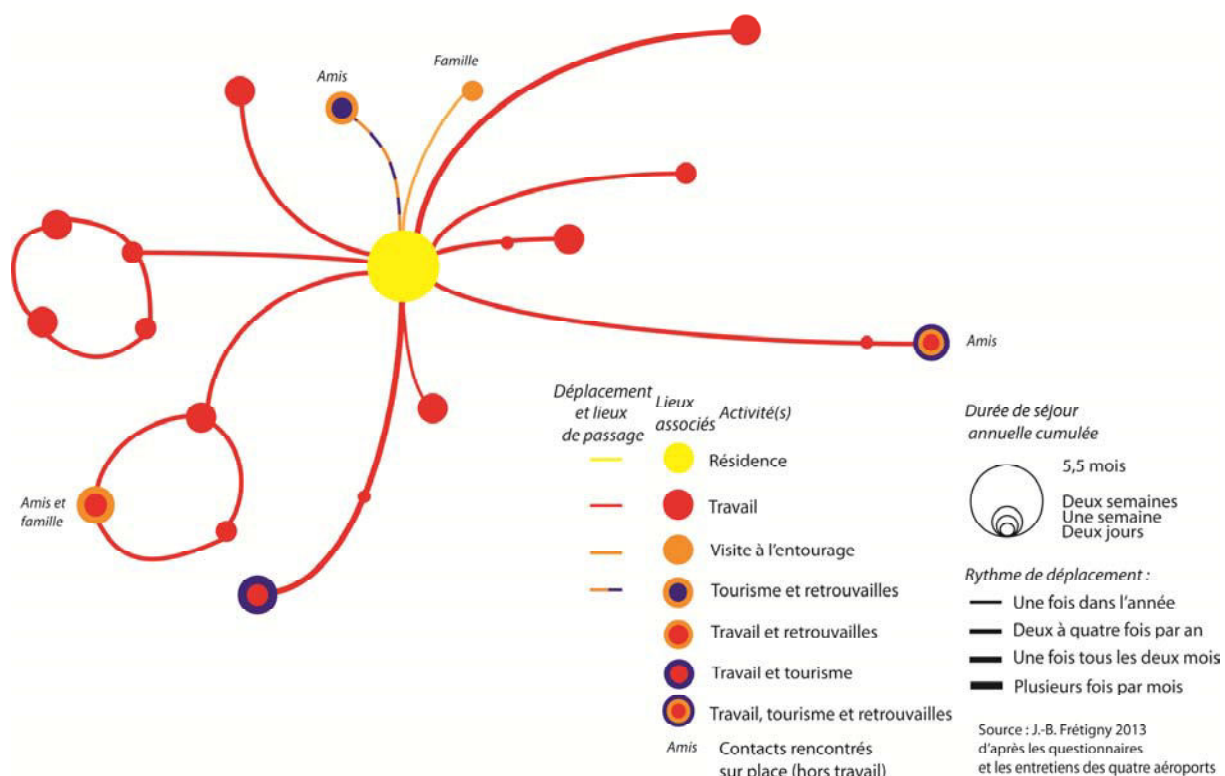 Amis
Famille
Amis
Amis et
famille
Déplacement
et lieux
de passage
Lieux
associés
Activité(s)
Résidence
Travail
Visite à l'entourage
Tourisme et retrouvailles
Travail et retrouvailles
Travail et tourisme
Travail, tourisme et retrouvailles
Amis Contacts rencontrés
sur place (hors travail)
Durée de séjour
annuelle cumulée
5,5 mois
Deux semaines
Une semaine
Deux jours
Rythme de déplacement :
Une fois dans l'année
Deux à quatre fois par an
Une fois tous les deux mois
Plusieurs fois par mois
Source : J.-B. Frétigny 2013
d'après les questionnaires
et les entretiens des quatre aéroports